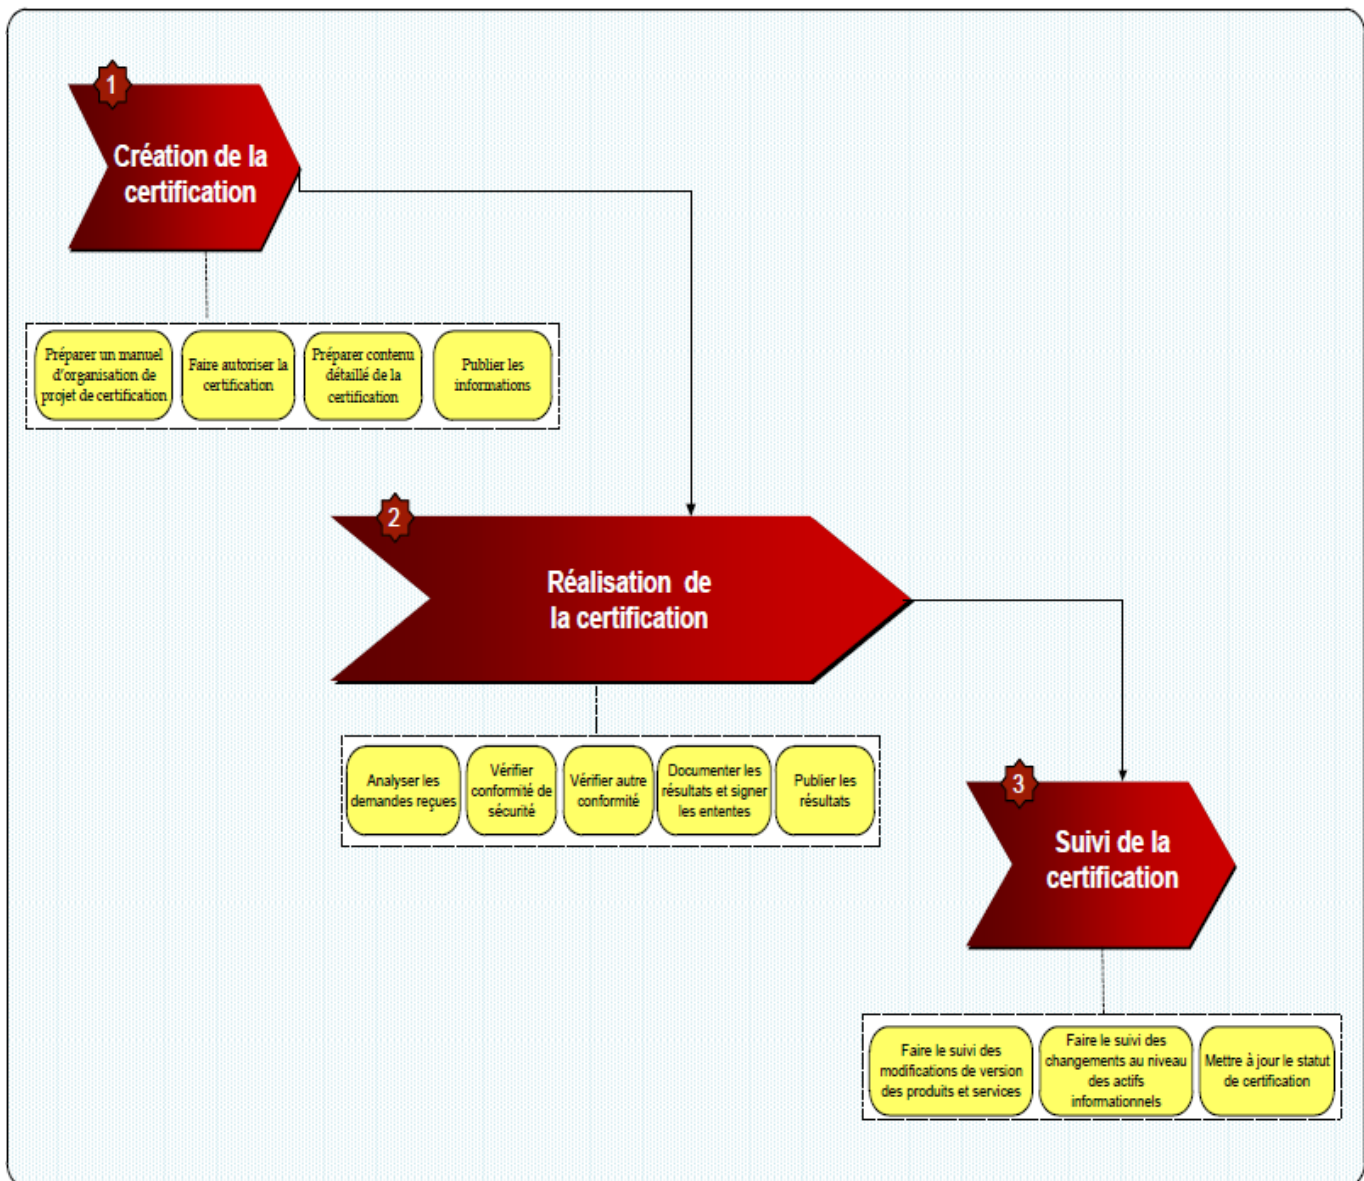 1
Création de la
certification
Préparer un manuel
d'organisation de
projet de certification
Faire autoriser la
certification
Préparer contenu
détaillé de la
certification
Publier les
informations
2
Réalisation de
la certification
Analyser les
demandes reçues
Vérifier
conformité de
sécurité
Vérifier autre
conformité
Documenter les
résultats et signer
les ententes
Publier les
résultats
3
Suivi de la
certification
Faire le suivi des
modifications de version
des produits et services
Faire le suivi des
changements au niveau
des actifs
informationnels
Mettre à jour le statut
de certification